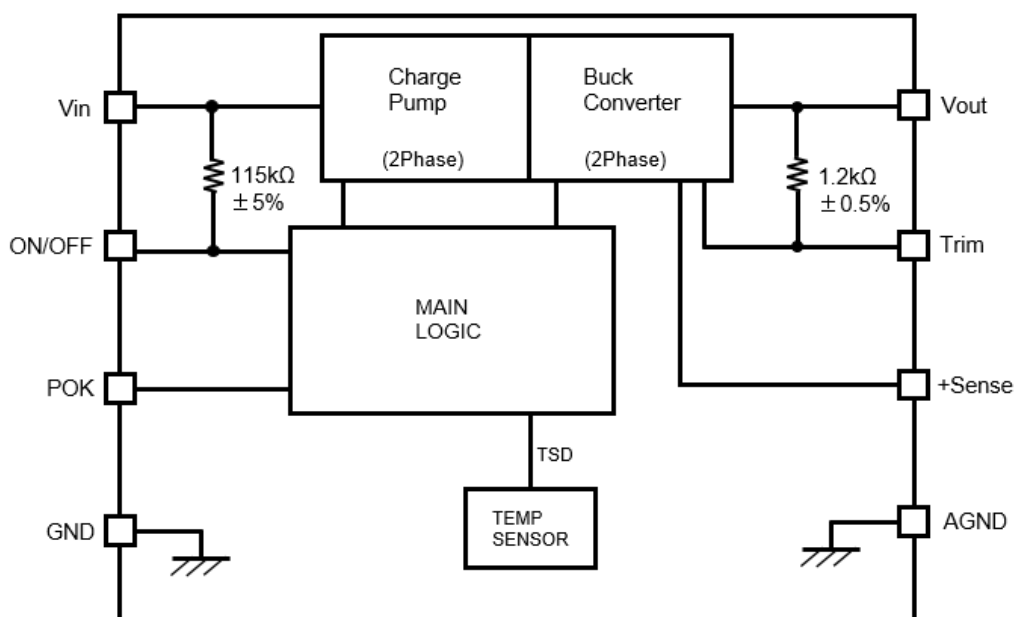 Charge
Pump
(2Phase)
Buck
Converter
(2Phase)
Vin
Vout
115kΩ
±5%
1.2kΩ
±0.5%
ON/OFF
Trim
MAIN
LOGIC
POK
+Sense
TSD
GND
TEMP
SENSOR
AGND